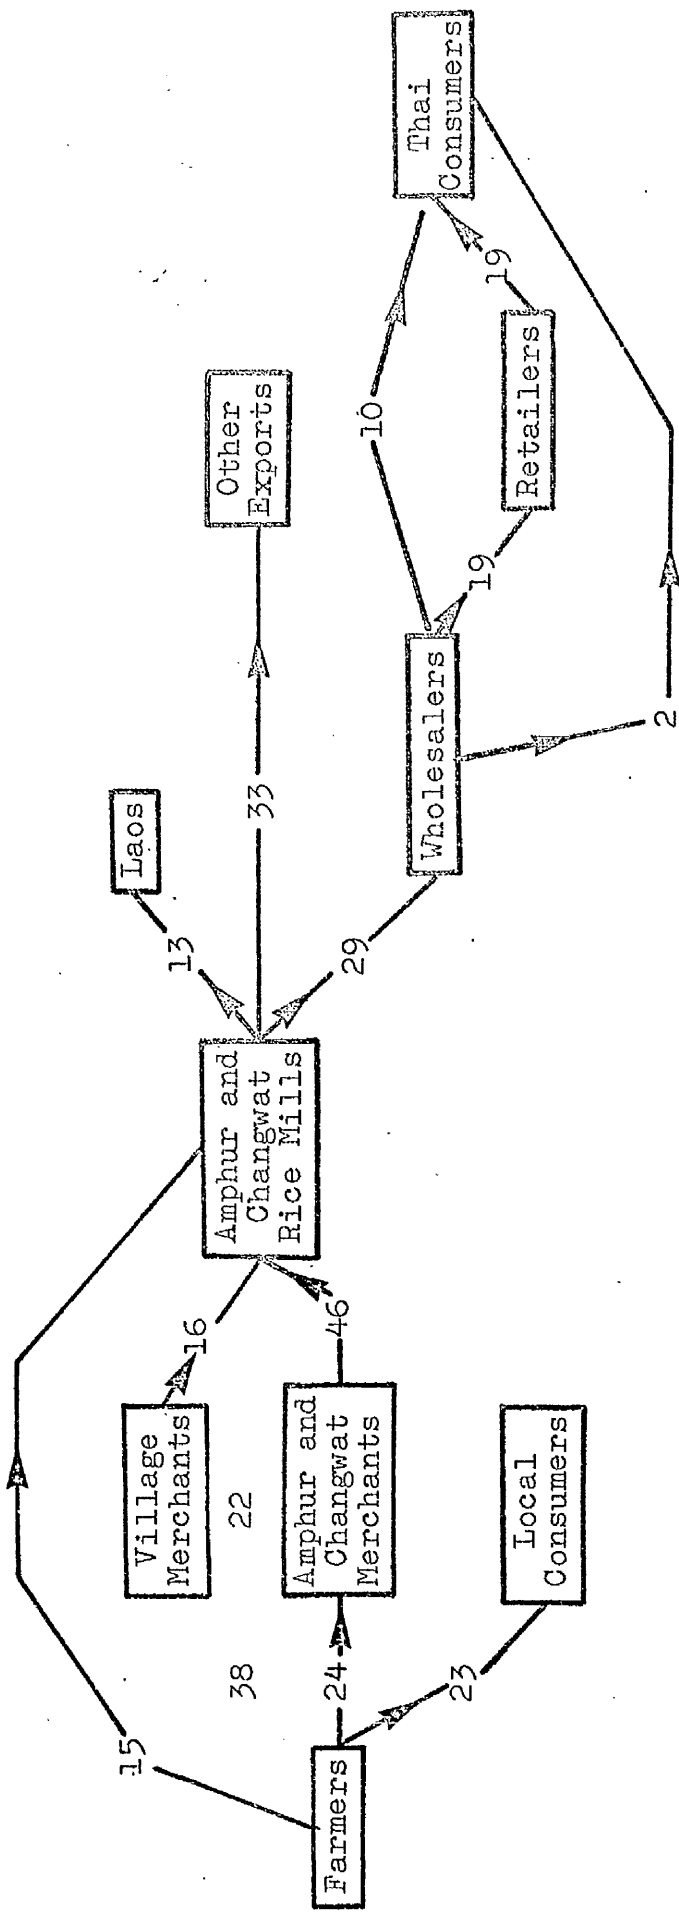 Farmers
15
38
24
23
Village
Merchants
22
Amphur and
Changwat
Merchants
Local
Consumers
16
46
Amphur and
Changwat
Rice Mills
13
33
29
Laos
Other
Exports
Wholesalers
10
19
2
Retailers
19
Thai
Consumers